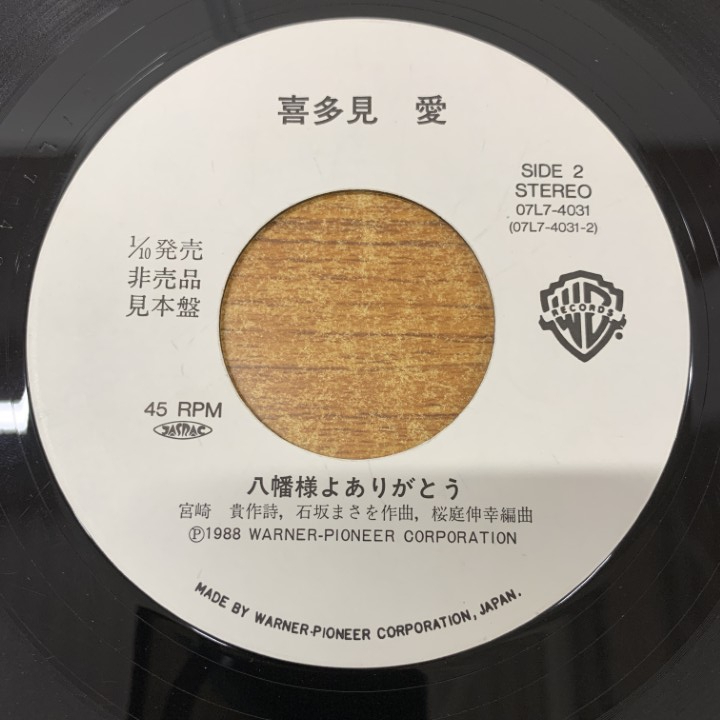 喜多見 愛
SIDE 2
STEREO
07L7-4031
(07L7-4031-2)
1/10発売
非売品
見本盤
WB
RECORDS
45 RPM
JASRAC
八幡様よありがとう
宮崎 貴作詩, 石坂まさを作曲, 桜庭伸幸編曲
Ⓟ1988 WARNER-PIONEER CORPORATION
MADE BY WARNER-PIONEER CORPORATION, JAPAN.